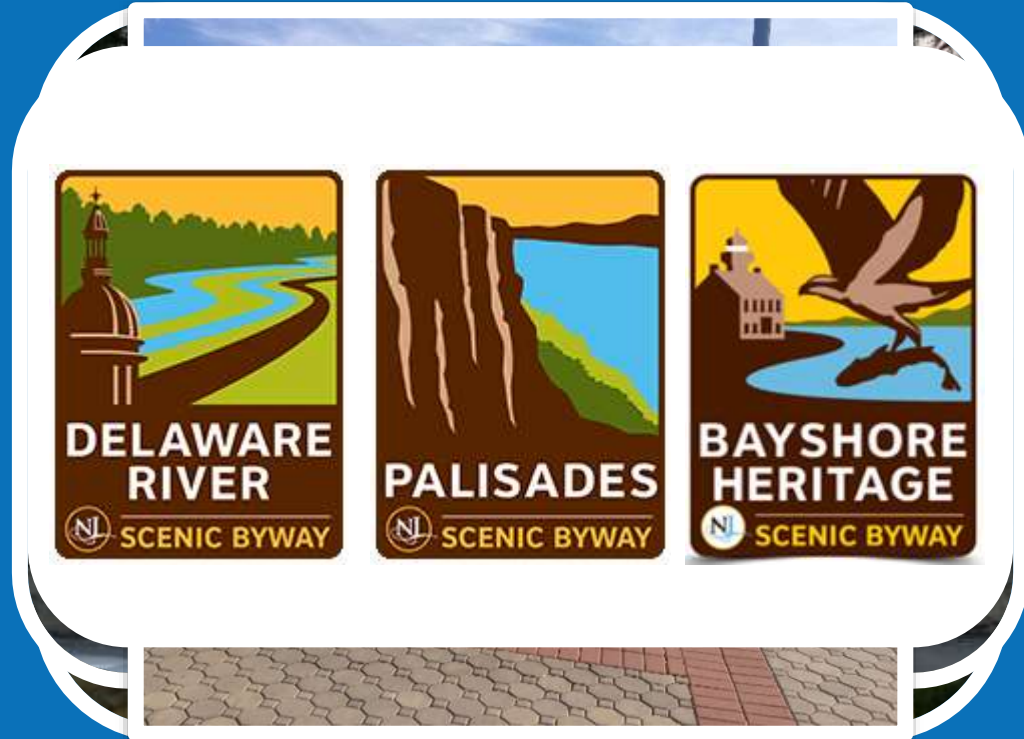 DELAWARE
RIVER
NJ SCENIC BYWAY
PALISADES
NJ SCENIC BYWAY
BAYSHORE
HERITAGE
NJ SCENIC BYWAY